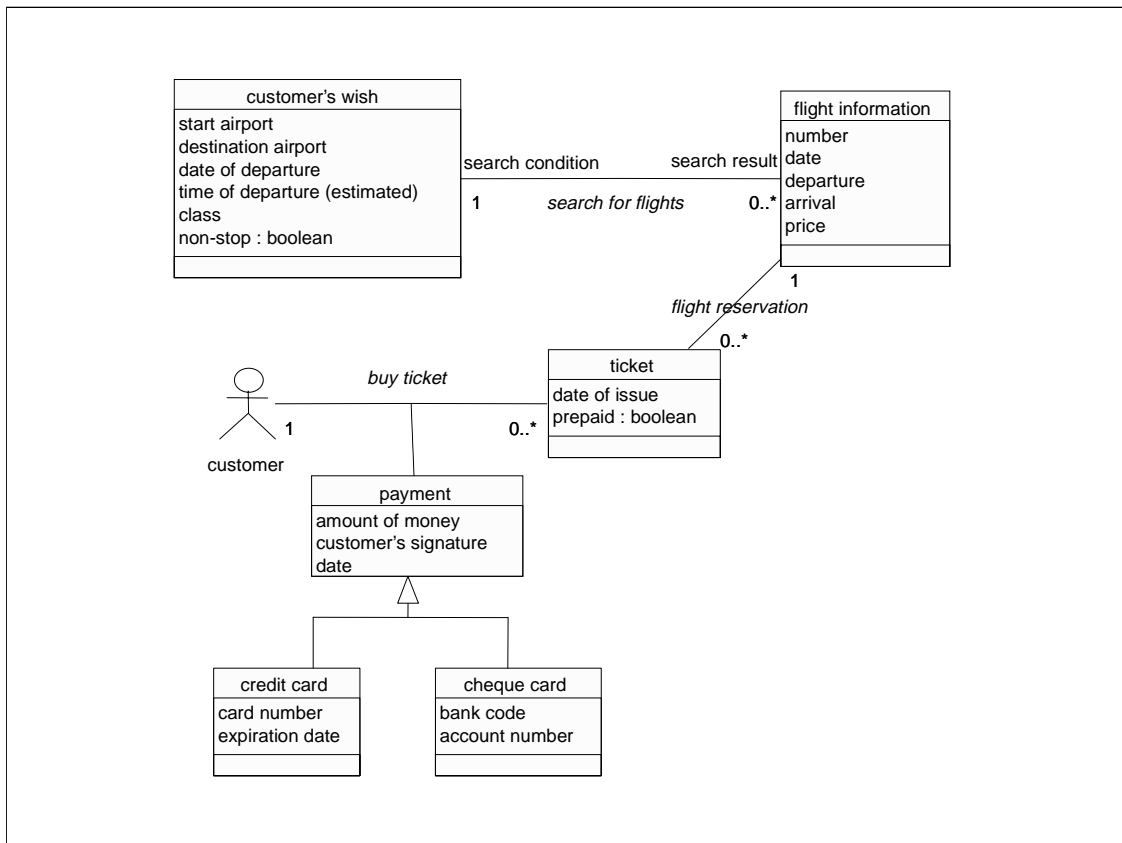 customer's wish
start airport
destination airport
date of departure
time of departure (estimated)
class
non-stop : boolean
flight information
number
date
departure
arrival
price
search condition
search result
1
search for flights
0..*
1
flight reservation
0..*
ticket
date of issue
prepaid : boolean
buy ticket
1
0..*
customer
payment
amount of money
customer's signature
date
credit card
card number
expiration date
cheque card
bank code
account number